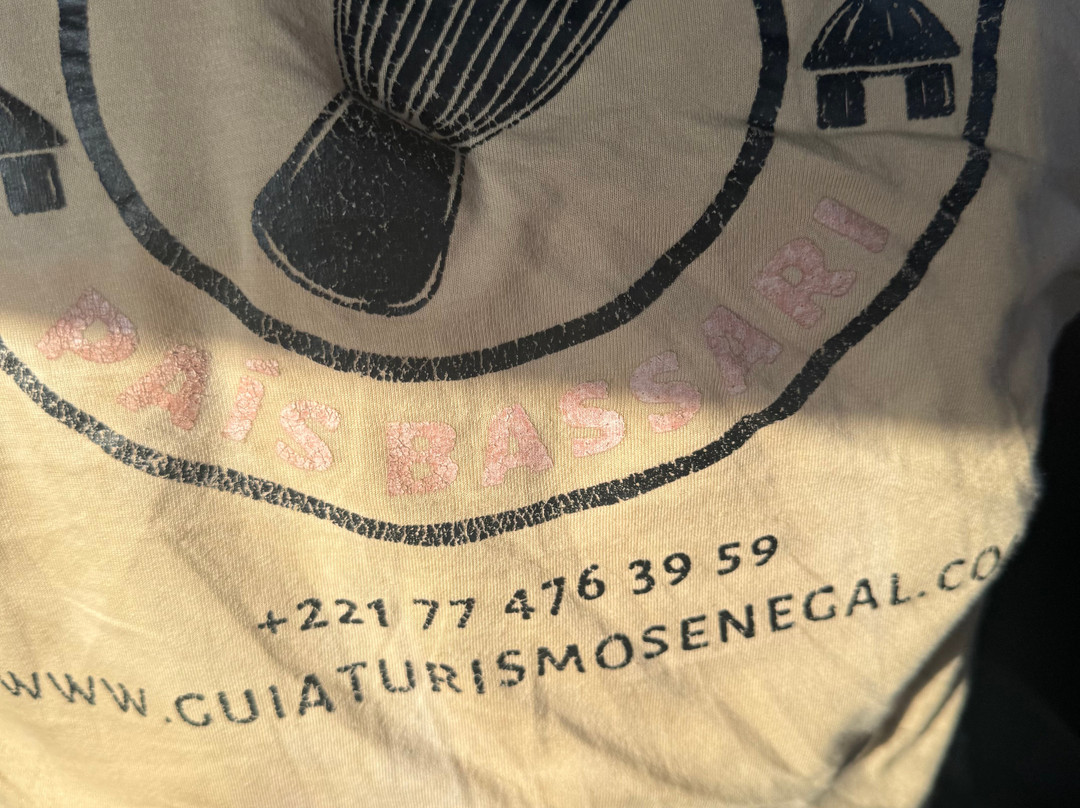 PAÏS BASSARI
+221 77 476 39 59
WWW.GUIATURISMOSENEGAL.CO